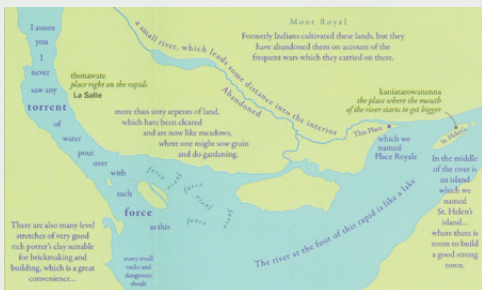 Mont Royal
Formerly Indians cultivated these lands, but they
have abandoned them on account of the
frequent wars which they carried on there.
a small river, which leads some distance into the interior
Abandoned
I assure
you
I
never
saw any
torrent
of
water
pour
over
with
such
force
as this
thonawate
place right on the rapids
La Salle
more than sixty arpents of land,
which have been cleared
and are now like meadows,
where one might sow grain
and do gardening.
kaniatarowanenna
the place where the mouth
of the river starts to get bigger
This Place
which we
named
Place Royale
St. Helen's
In the middle
of the river is
an island
which we
named
St. Helen's
island...
where there is
room to build
a good strong
town.
force
force
force
force
There are also many level
stretches of very good
rich potter's clay suitable
for brickmaking and
building, which is a great
convenience...
many small
rocks and
dangerous
shoals
The river at the foot of this rapid is like a lake